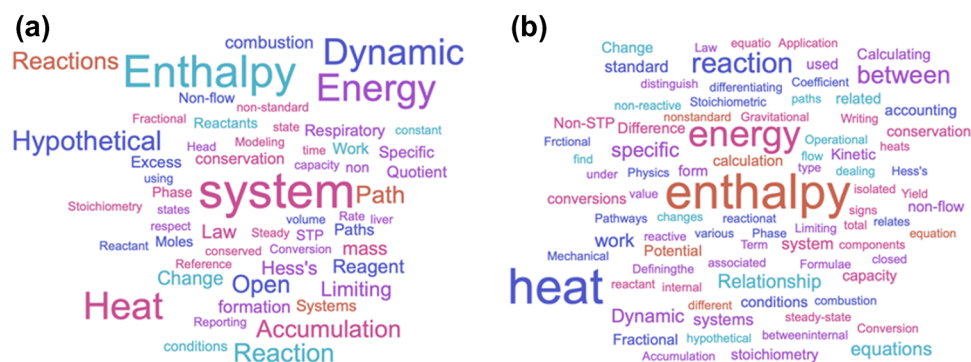 (a)
combustion Dynamic
Reactions Enthalpy Energy
Non-flow
non-standard
Fractional Reactants state Respiratory constant
Hypothetical Head Modeling time Work Specific
Excess conservation capacity non Quotient
using
Phase system Path
Stoichiometry states volume Rate liver
respect Law Steady STP Paths
Reactant Moles conserved Conversion mass
Reference Hess's Reagent
Change Open Limiting
Heat formation Systems
Reporting Accumulation
conditions Reaction
(b)
Change Law equatio Application
standard reaction used Calculating
distinguish differentiating Coefficient between
non-reactive Stoichiometric paths related
nonstandard Gravitational Writing accounting
Non-STP Difference energy Operational conservation
Frctional specific calculation flow Kinetic heats
find under Physics form type dealing Hess's
conversions value enthalpy isolated Yield
signs non-flow
Pathways changes reactionat Limiting total relates
work reactive various Phase equation
Mechanical Potential Term system components
Definingthe associated Formulae closed
heat reactant internal Relationship capacity
different conditions combustion
Dynamic systems steady-state
Fractional hypothetical betweeninternal Conversion
Accumulation stoichiometry equations